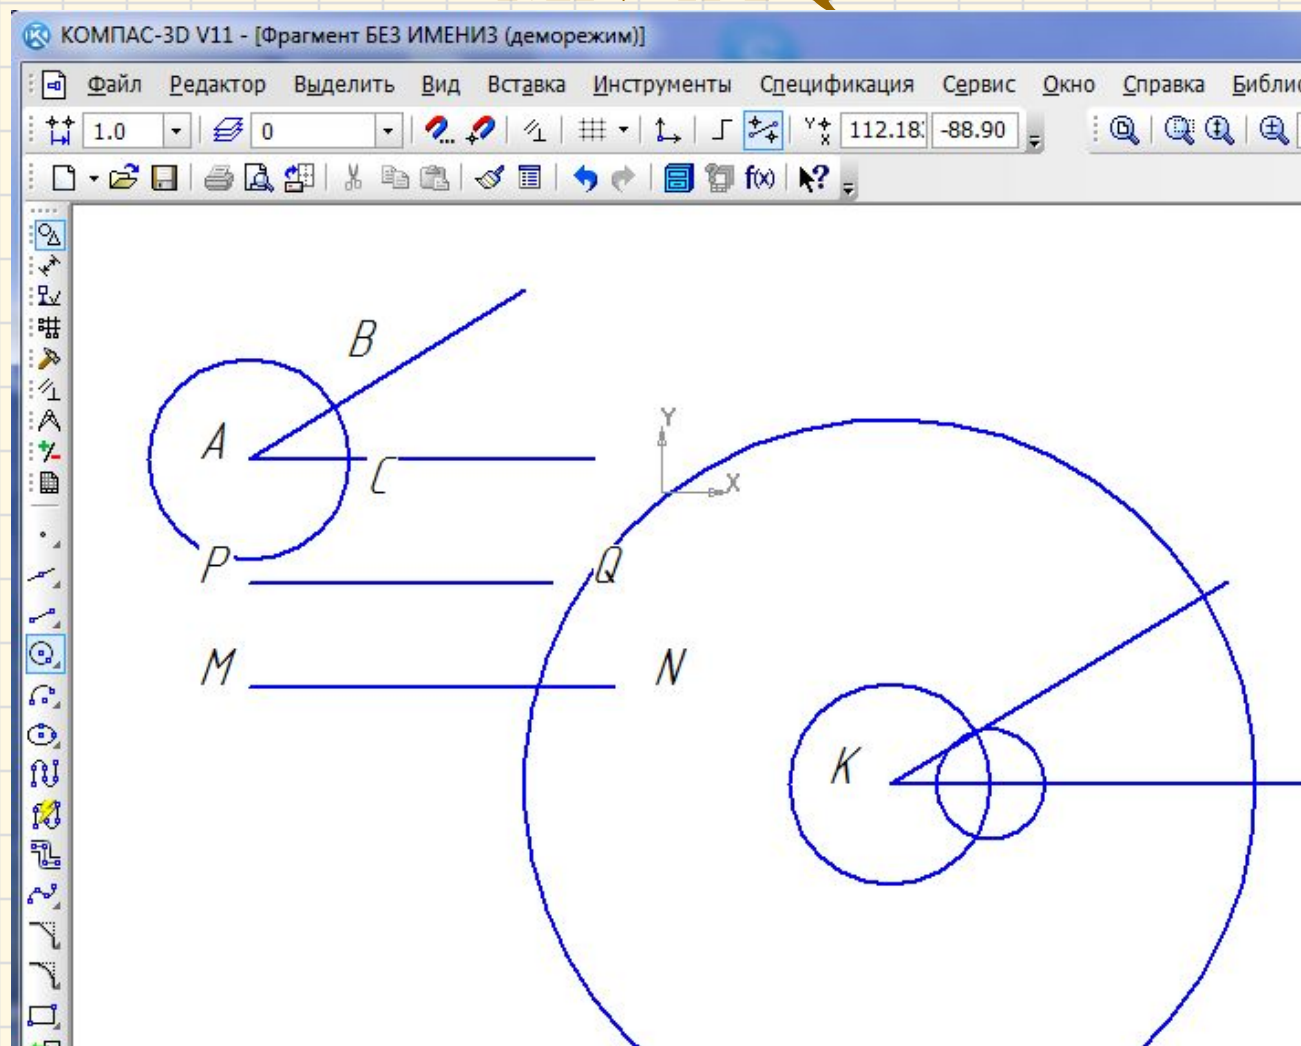 КОМПАС-3D V11 - [Фрагмент БЕЗ ИМЕНИ3 (деморежим)]
Файл Редактор Выделить Вид Вставка Инструменты Спецификация Сервис Окно Справка Библио
1.0 0 112.18 -88.90
f(x)
B
A
C
Y
X
P Q
M N
K